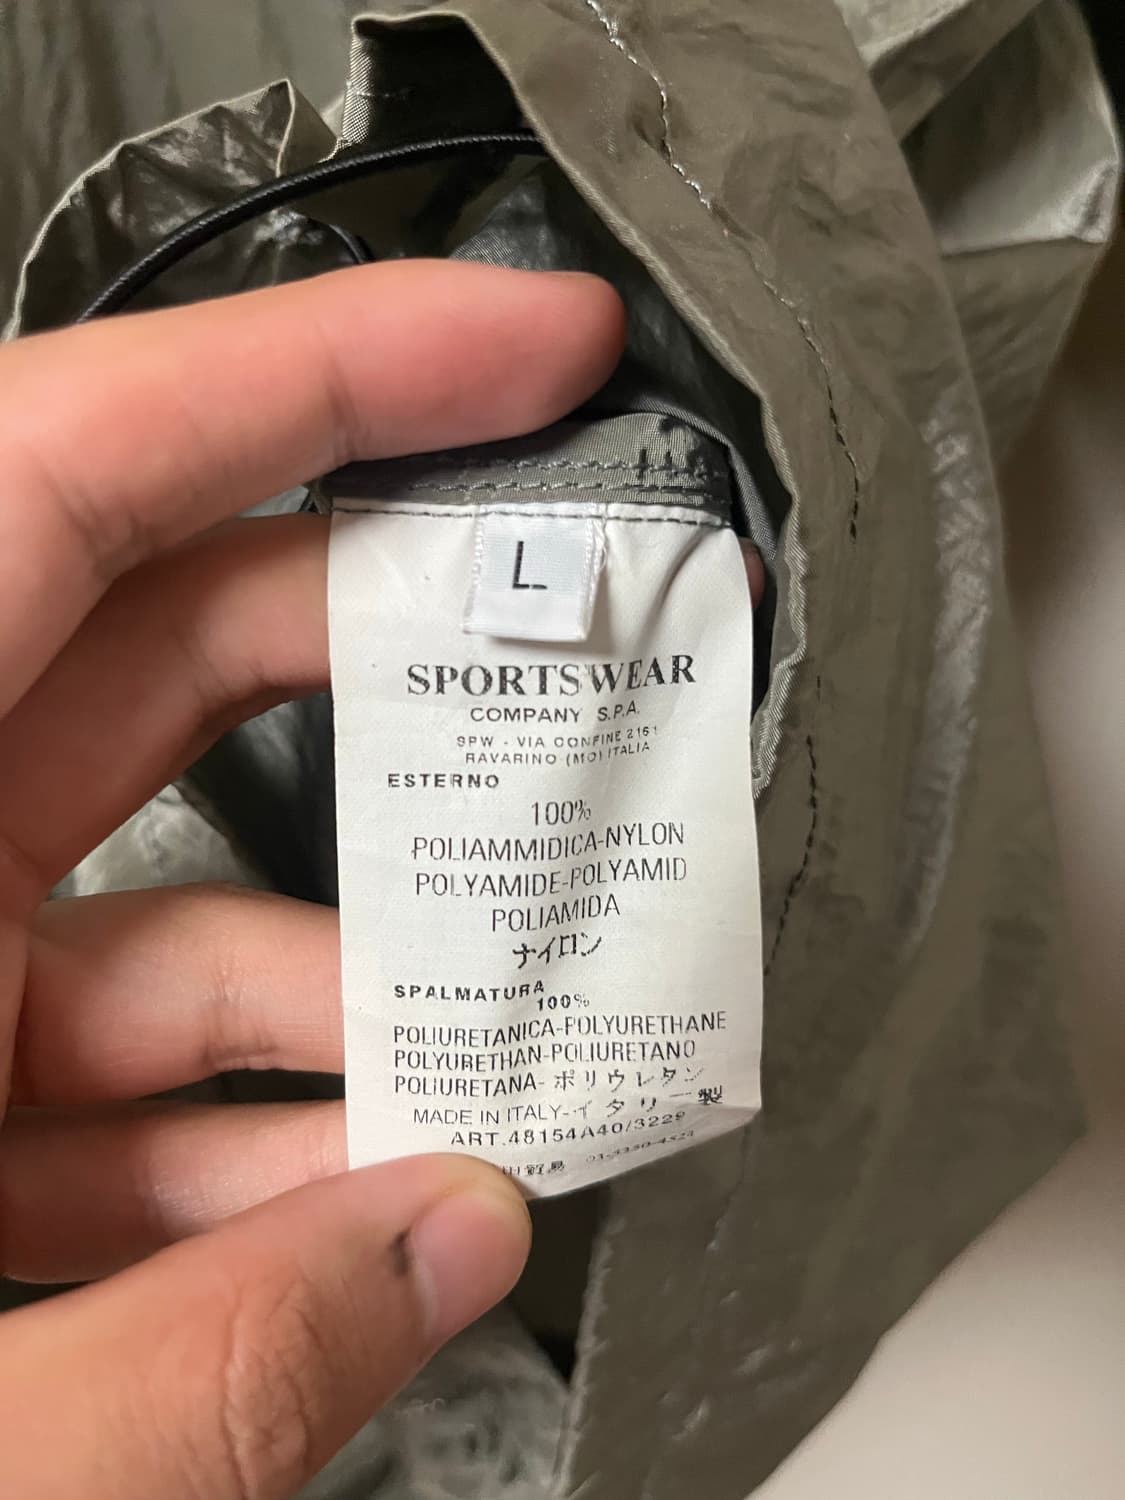 L
SPORTSWEAR
COMPANY S.P.A.
SPW - VIA CONFINE 2161
RAVARINO (MO) ITALIA
ESTERNO
100%
POLIAMMIDICA-NYLON
POLYAMIDE-POLYAMID
POLIAMIDA
ナイロン
SPALMATURA
100%
POLIURETANICA-POLYURETHANE
POLYURETHAN-POLIURETANO
POLIURETANA-ポリウレタン
MADE IN ITALY-イタリー製
ART.48154A40/3229
貿易